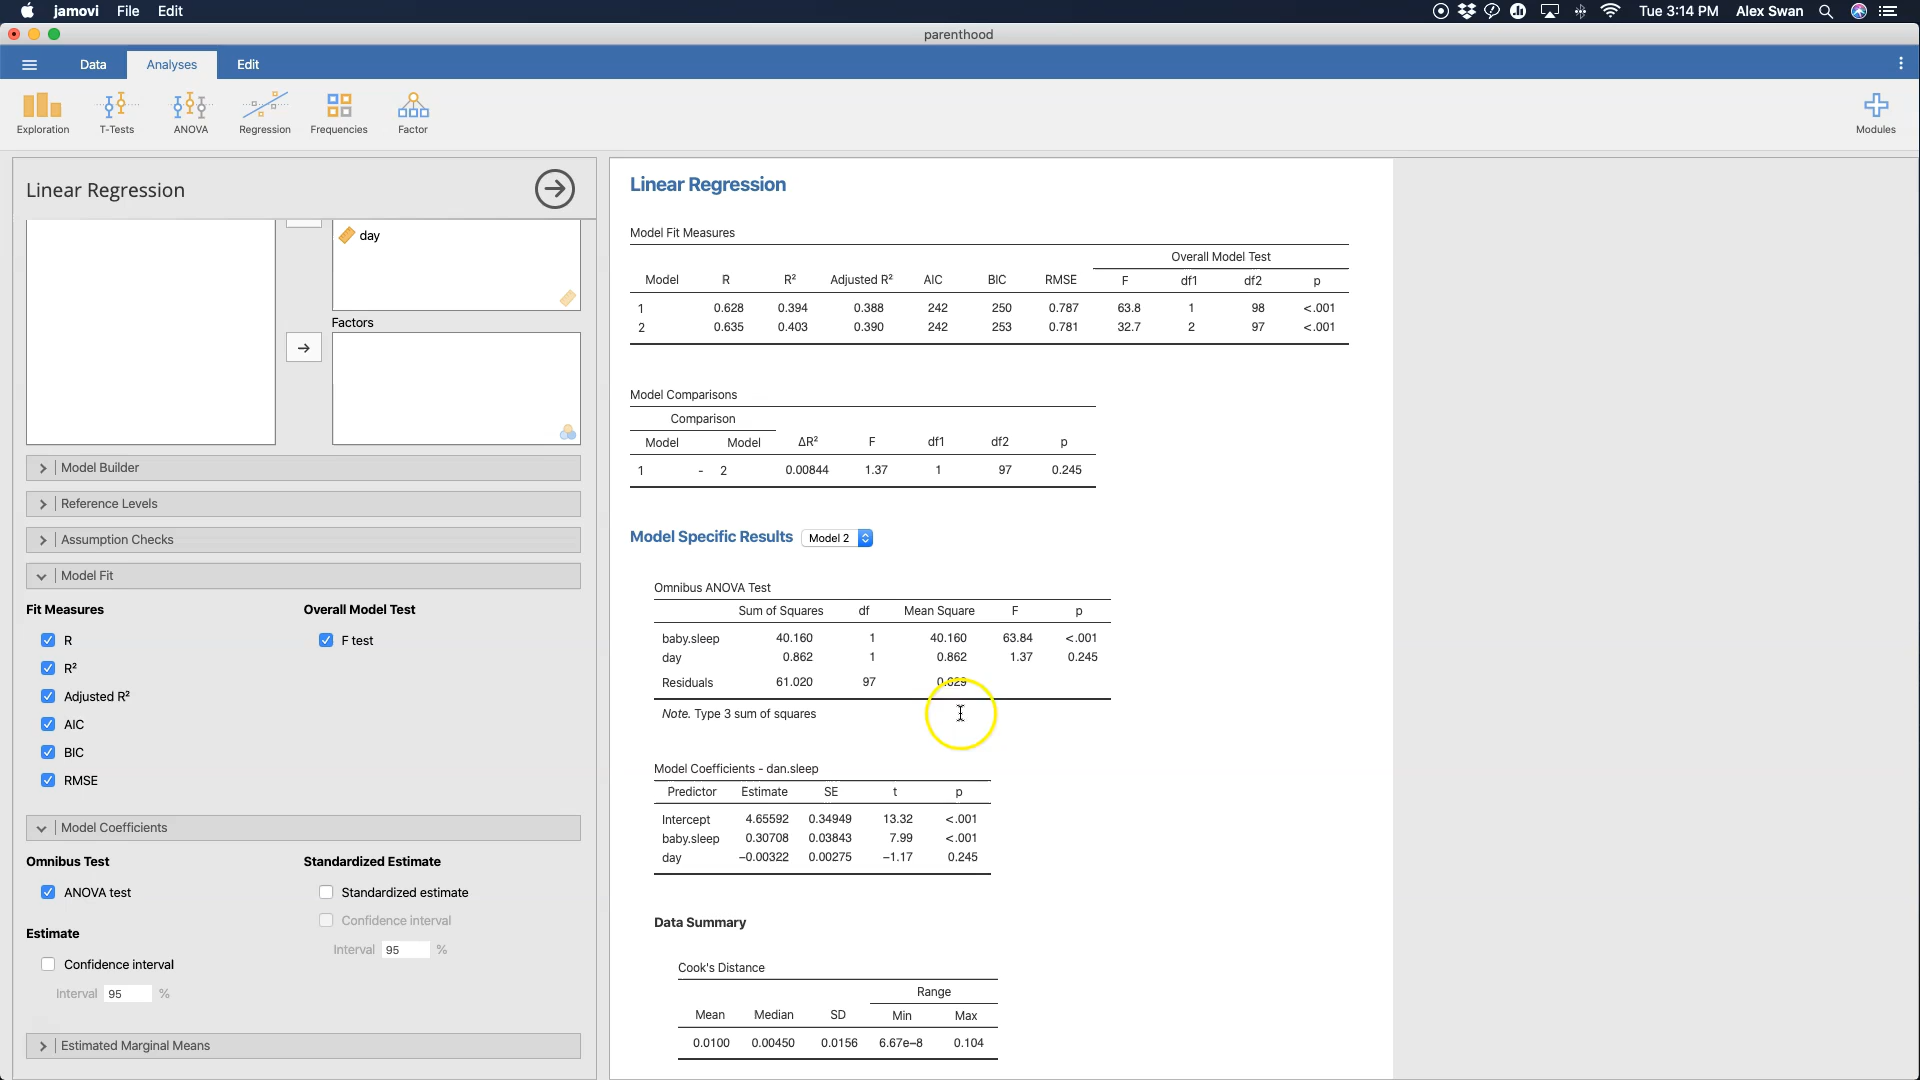 jamovi File Edit Tue 3:14 PM Alex Swan
parenthood
Data Analyses Edit
Exploration T-Tests ANOVA Regression Frequencies Factor Modules
Linear Regression
day
Factors
Model Builder
Reference Levels
Assumption Checks
Model Fit
Fit Measures Overall Model Test
R F test
R²
Adjusted R²
AIC
BIC
RMSE
Model Coefficients
Omnibus Test Standardized Estimate
ANOVA test Standardized estimate
Confidence interval
Estimate Interval 95 %
Confidence interval
Interval 95 %
Estimated Marginal Means
Linear Regression
Model Fit Measures
Overall Model Test
Model R R² Adjusted R² AIC BIC RMSE F df1 df2 p
1 0.628 0.394 0.388 242 250 0.787 63.8 1 98 <.001
2 0.635 0.403 0.390 242 253 0.781 32.7 2 97 <.001
Model Comparisons
Comparison
Model Model ΔR² F df1 df2 p
1 - 2 0.00844 1.37 1 97 0.245
Model Specific Results Model 2
Omnibus ANOVA Test
Sum of Squares df Mean Square F p
baby.sleep 40.160 1 40.160 63.84 <.001
day 0.862 1 0.862 1.37 0.245
Residuals 61.020 97 0.629
Note. Type 3 sum of squares
Model Coefficients - dan.sleep
Predictor Estimate SE t p
Intercept 4.65592 0.34949 13.32 <.001
baby.sleep 0.30708 0.03843 7.99 <.001
day −0.00322 0.00275 −1.17 0.245
Data Summary
Cook's Distance
Range
Mean Median SD Min Max
0.0100 0.00450 0.0156 6.67e−8 0.104